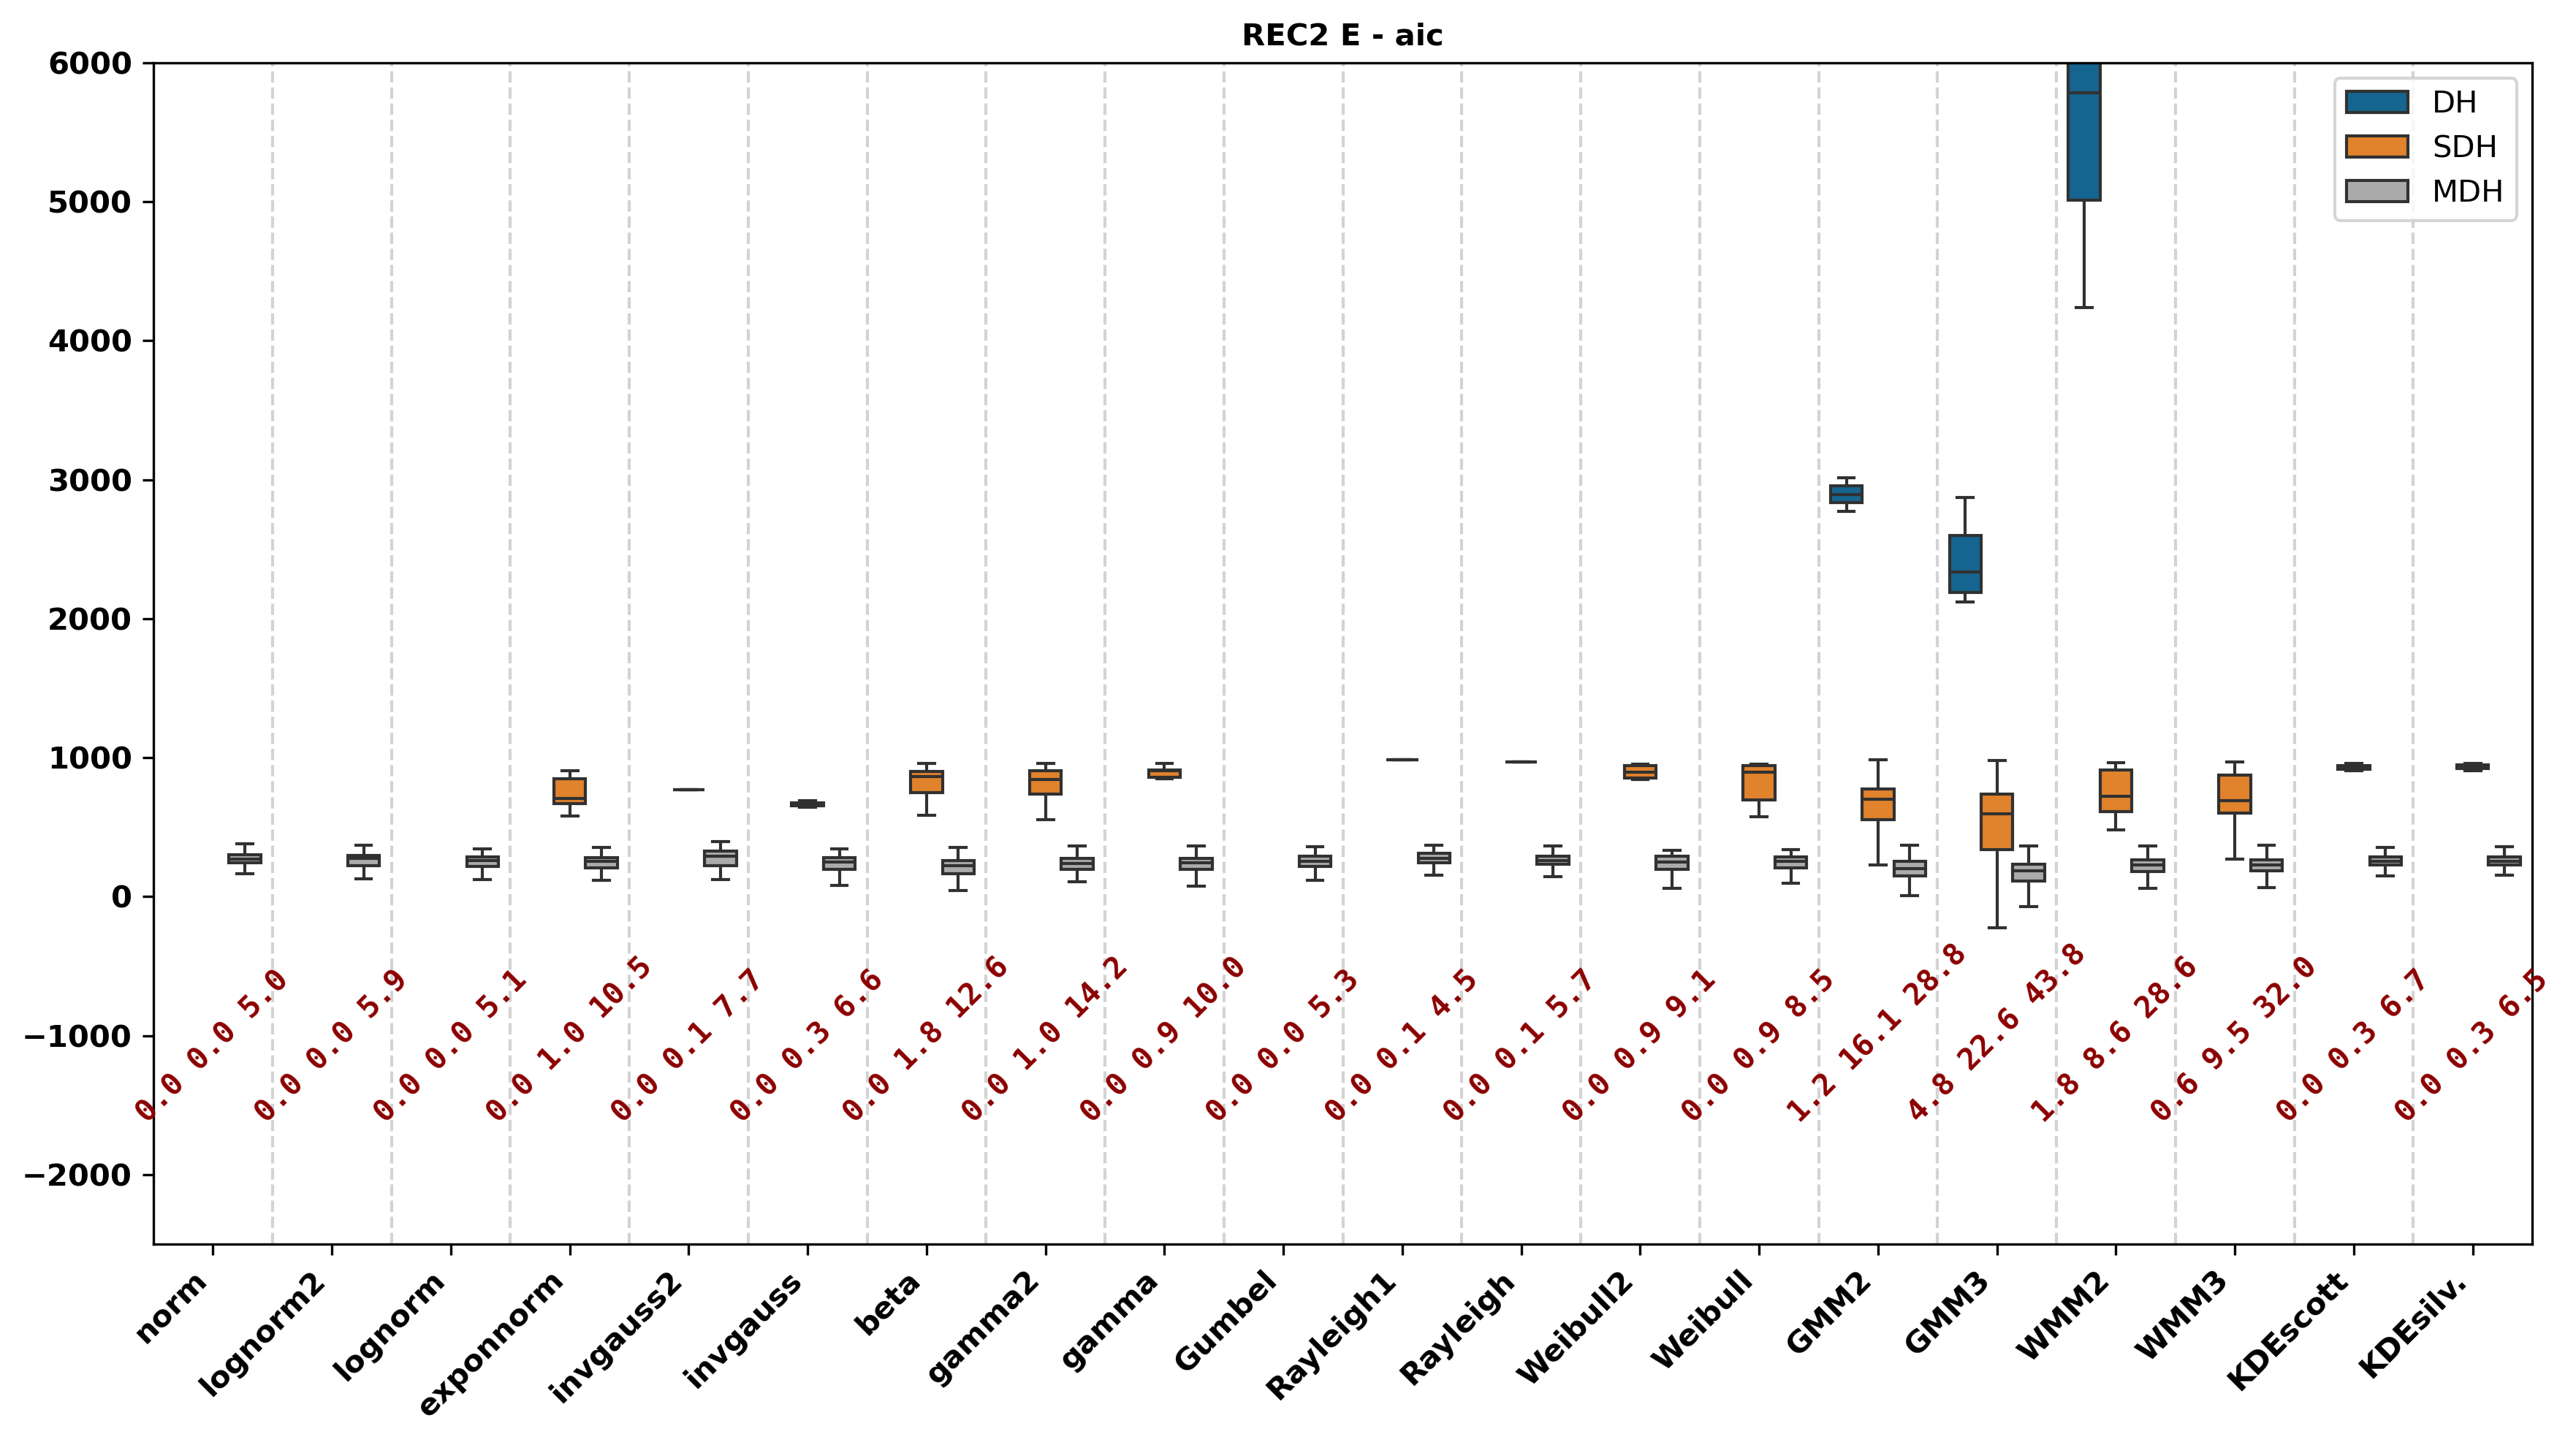 REC2 E - aic
6000
5000
4000
3000
2000
1000
0
−1000
−2000
DH
SDH
MDH
0.0 0.0 5.0
0.0 0.0 5.9
0.0 0.0 5.1
0.0 1.0 10.5
0.0 0.1 7.7
0.0 0.3 6.6
0.0 1.8 12.6
0.0 1.0 14.2
0.0 0.9 10.0
0.0 0.0 5.3
0.0 0.1 4.5
0.0 0.1 5.7
0.0 0.9 9.1
0.0 0.9 8.5
1.2 16.1 28.8
4.8 22.6 43.8
1.8 8.6 28.6
0.6 9.5 32.0
0.0 0.3 6.7
0.0 0.3 6.5
norm
lognorm2
lognorm
exponnorm
invgauss2
invgauss
beta
gamma2
gamma
Gumbel
Rayleigh1
Rayleigh
Weibull2
Weibull
GMM2
GMM3
WMM2
WMM3
KDEscott
KDEsilv.